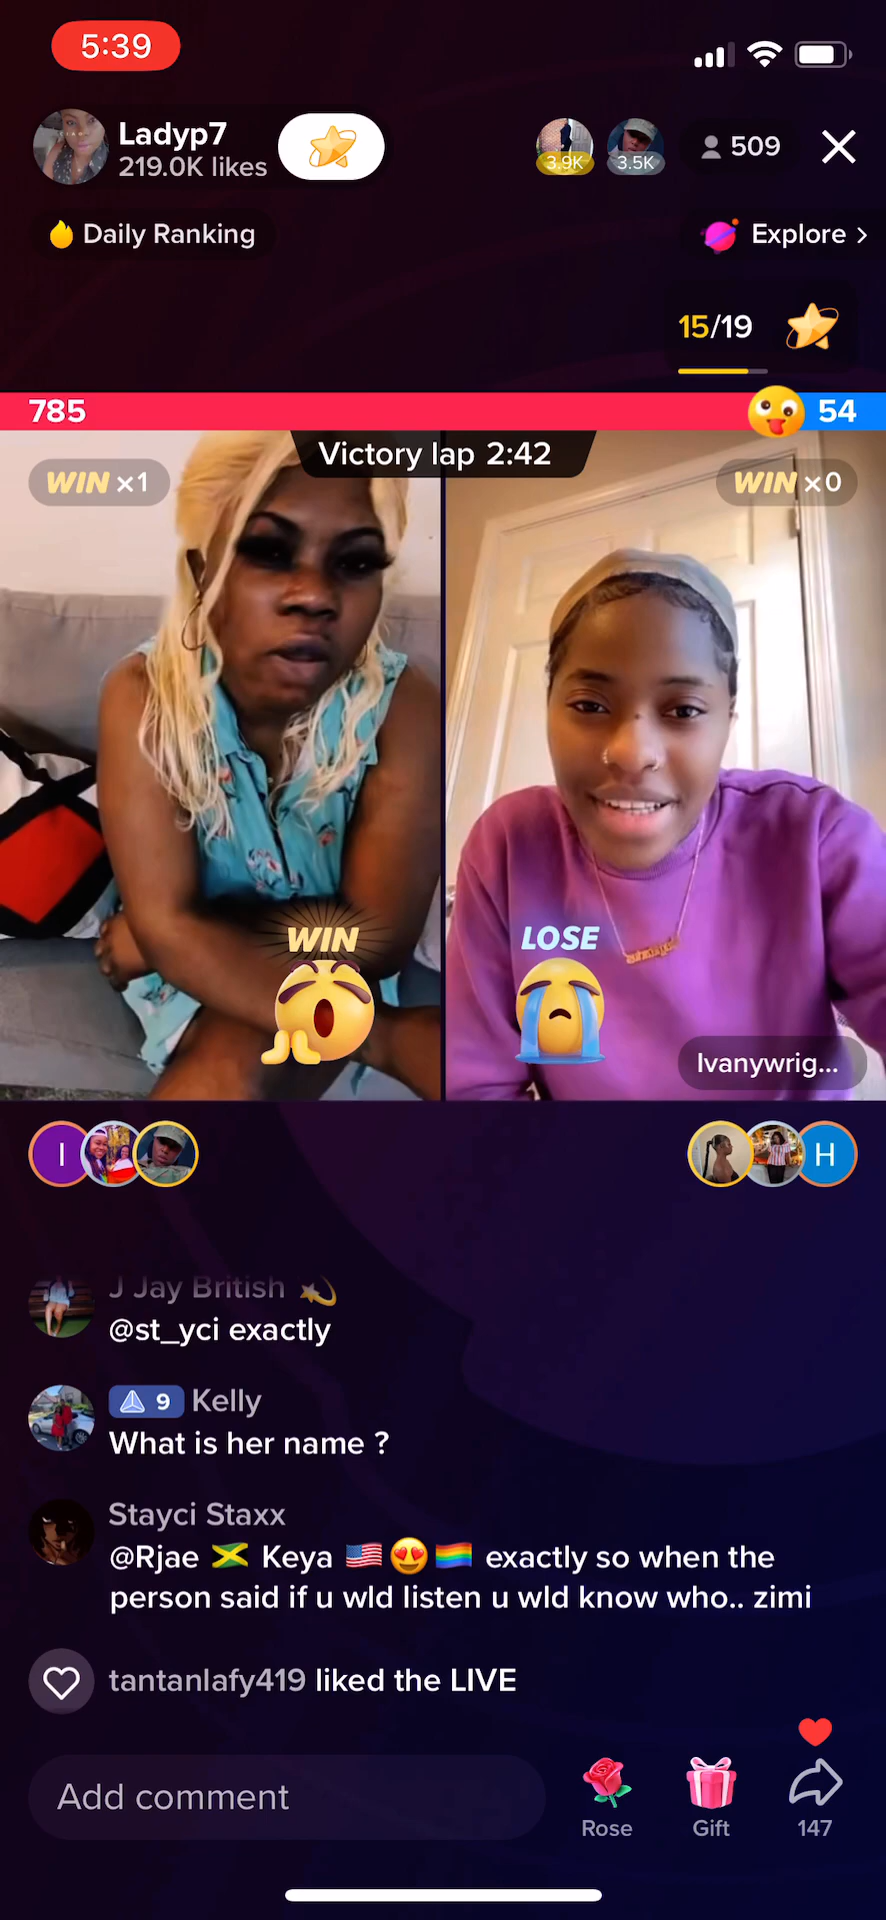 5:39
Ladyp7
219.0K likes
3.9K
3.5K
509
Daily Ranking
Explore >
15/19
785
54
Victory lap 2:42
WIN x1
WIN x0
WIN
LOSE
Ivanywrig...
I
H
J Jay British
@st_yci exactly
9 Kelly
What is her name ?
Stayci Staxx
@Rjae 🇯🇲 Keya 🇺🇸😍🏳️‍🌈 exactly so when the
person said if u wld listen u wld know who.. zimi
tantanlafy419 liked the LIVE
Add comment
Rose
Gift
147